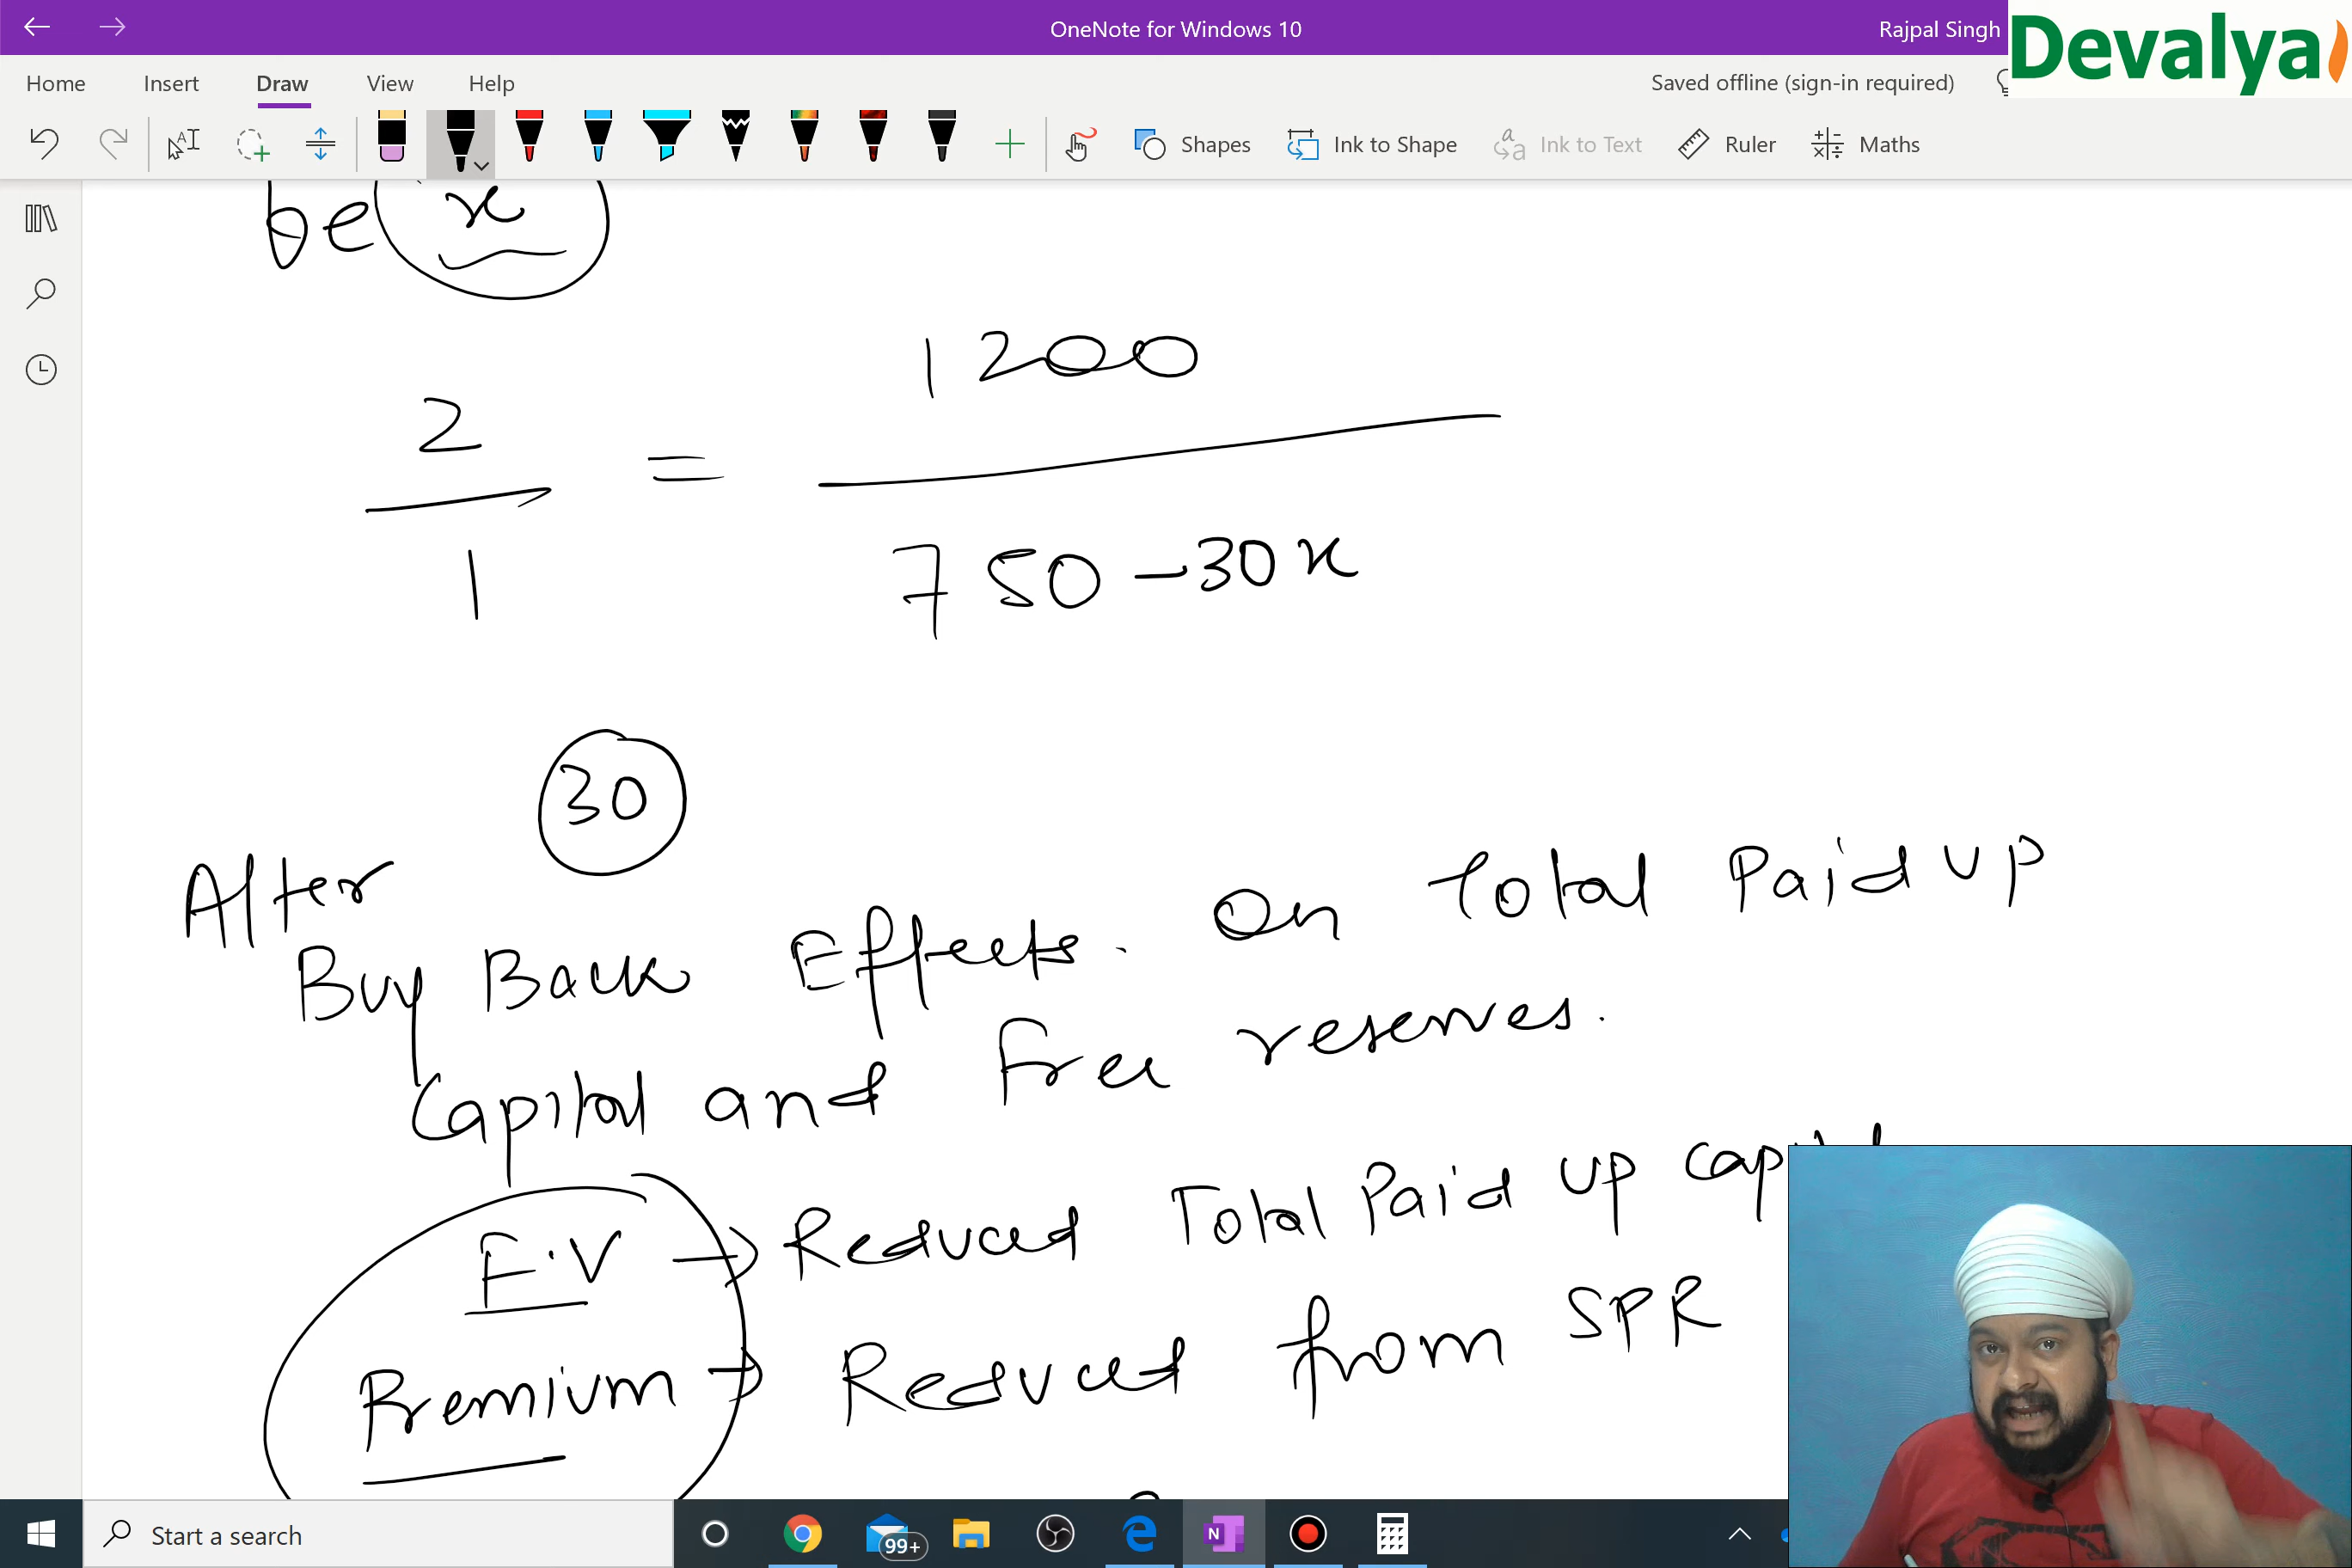 OneNote for Windows 10
Rajpal Singh
Devalya
Home Insert Draw View Help
Saved offline (sign-in required)
Shapes Ink to Shape Ink to Text Ruler Maths
be x
2/1 = 1200/750-30x
30
After
Buy Back Effects. On Total Paid up
Capital and Free reserves.
F.V → Reduced Total Paid up Cap
Premium → Reduced from SPR
Start a search
99+